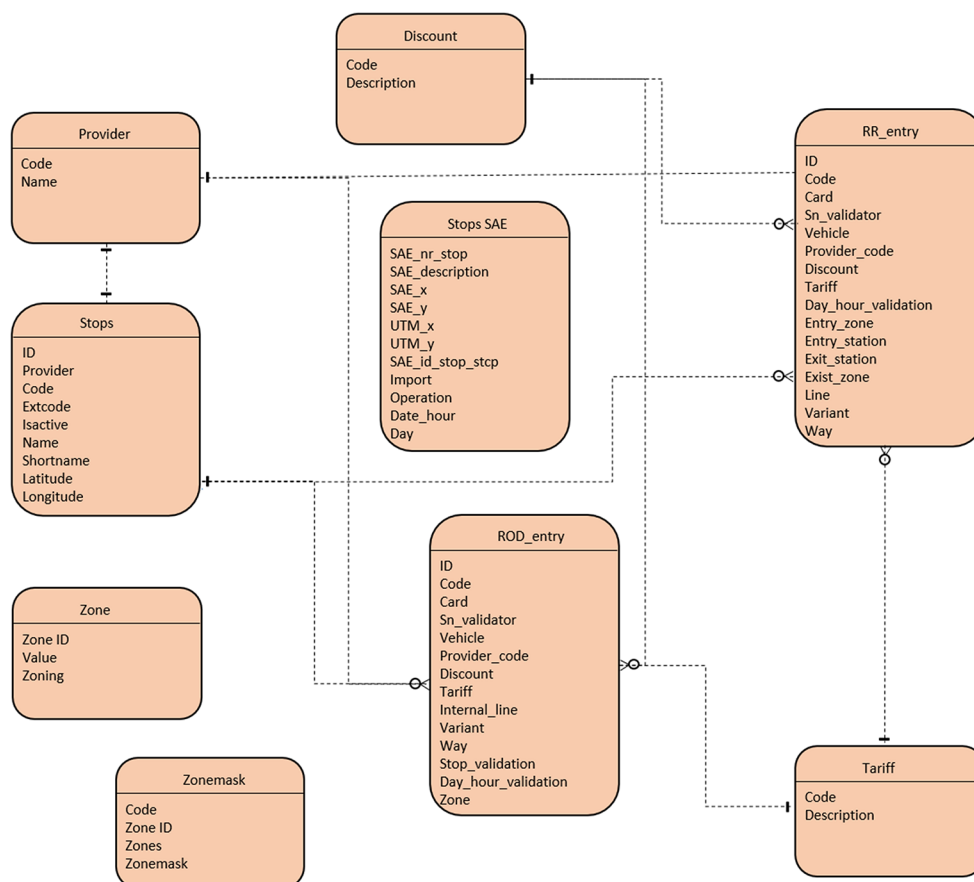 Discount
Code
Description
Provider
Code
Name
RR_entry
ID
Code
Card
Sn_validator
Vehicle
Provider_code
Discount
Tariff
Day_hour_validation
Entry_zone
Entry_station
Exit_station
Exist_zone
Line
Variant
Way
Stops SAE
SAE_nr_stop
SAE_description
SAE_x
SAE_y
UTM_x
UTM_y
SAE_id_stop_stcp
Import
Operation
Date_hour
Day
Stops
ID
Provider
Code
Extcode
Isactive
Name
Shortname
Latitude
Longitude
ROD_entry
ID
Code
Card
Sn_validator
Vehicle
Provider_code
Discount
Tariff
Internal_line
Variant
Way
Stop_validation
Day_hour_validation
Zone
Zone
Zone ID
Value
Zoning
Zonemask
Code
Zone ID
Zones
Zonemask
Tariff
Code
Description